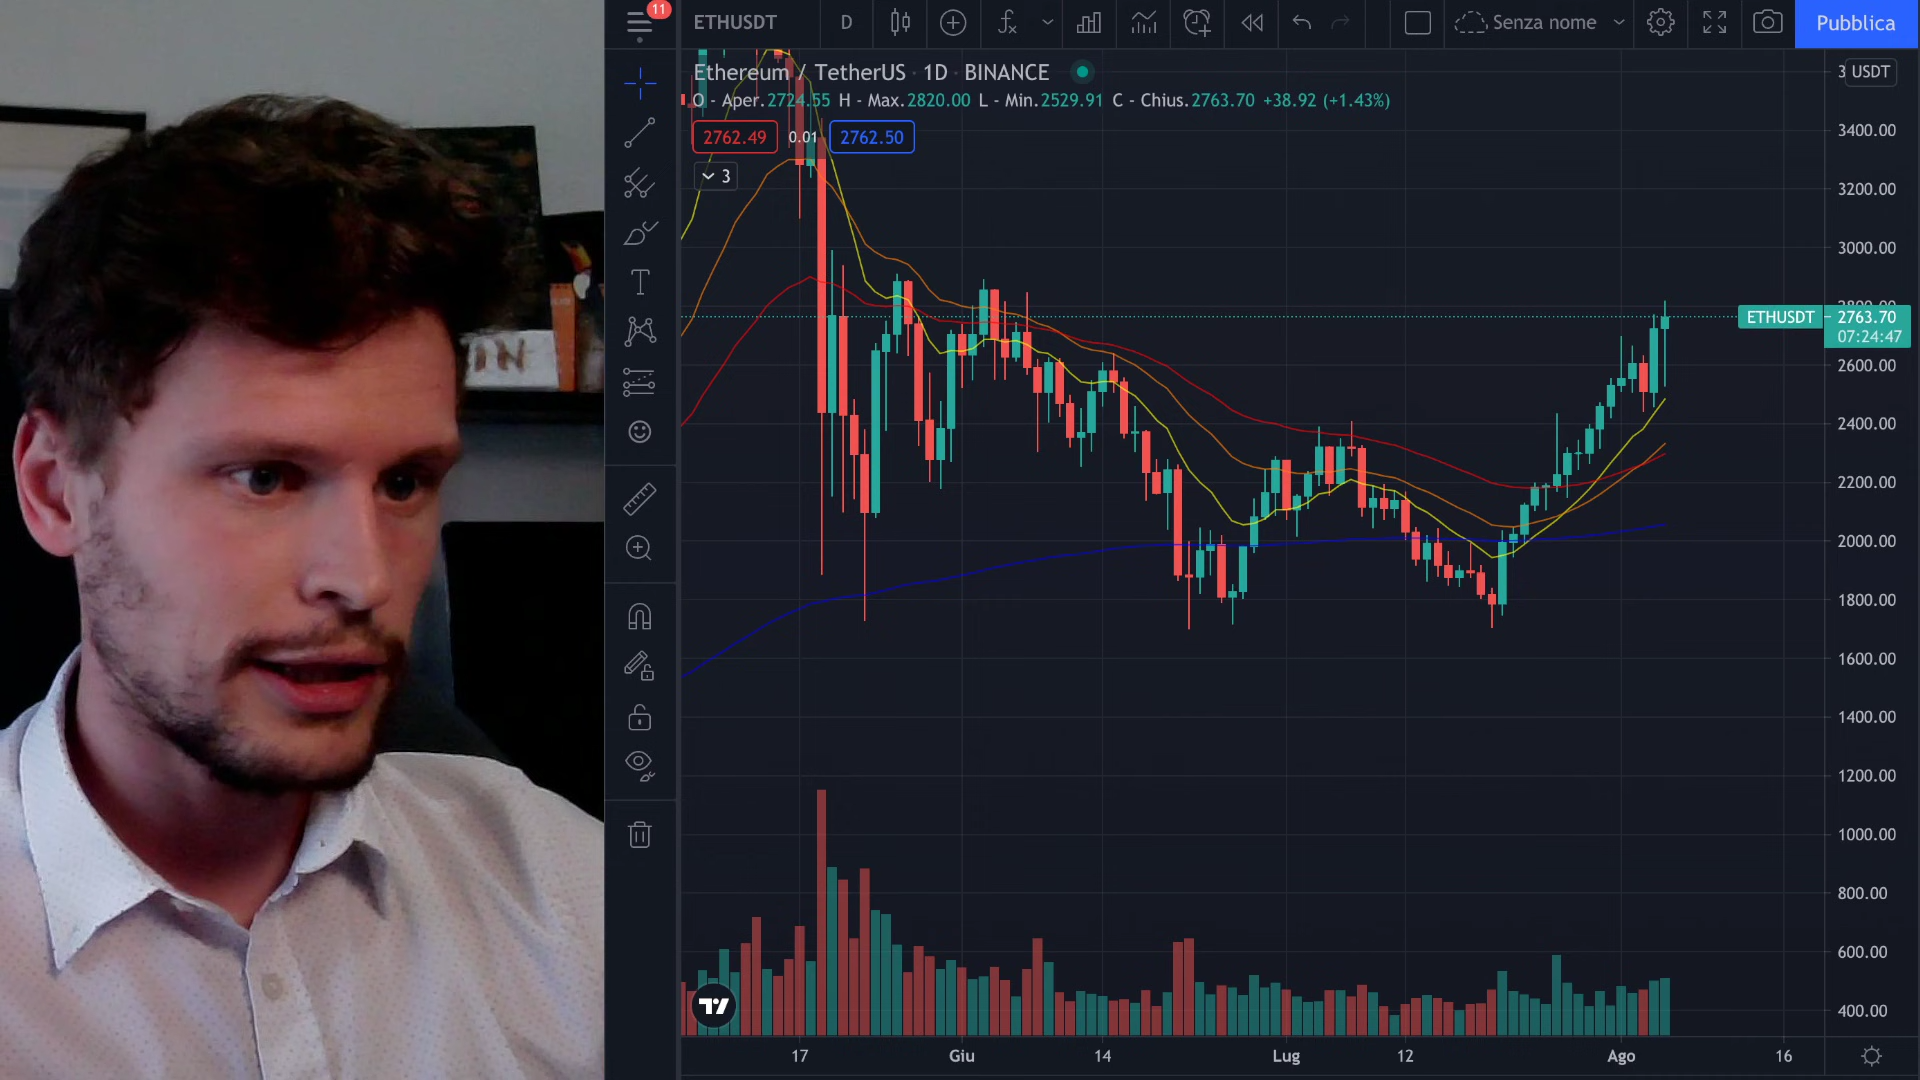 11
ETHUSDT
D
Senza nome
Pubblica
Ethereum / TetherUS · 1D · BINANCE
O - Aper.2724.55 H - Max.2820.00 L - Min.2529.91 C - Chius.2763.70 +38.92 (+1.43%)
2762.49 0.01 2762.50
3
IN
3 USDT
3400.00
3200.00
3000.00
2800.00
ETHUSDT 2763.70
07:24:47
2600.00
2400.00
2200.00
2000.00
1800.00
1600.00
1400.00
1200.00
1000.00
800.00
600.00
400.00
17 Giu 14 Lug 12 Ago 16